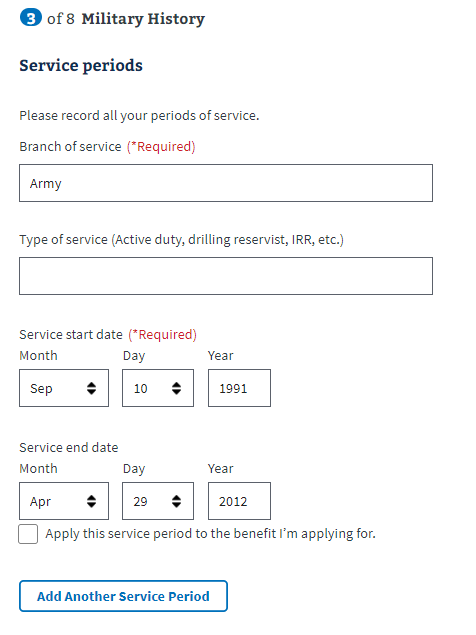 3 of 8 Military History
Service periods
Please record all your periods of service.
Branch of service (*Required)
Army
Type of service (Active duty, drilling reservist, IRR, etc.)
Service start date (*Required)
Month Day Year
Sep 10 1991
Service end date
Month Day Year
Apr 29 2012
Apply this service period to the benefit I’m applying for.
Add Another Service Period